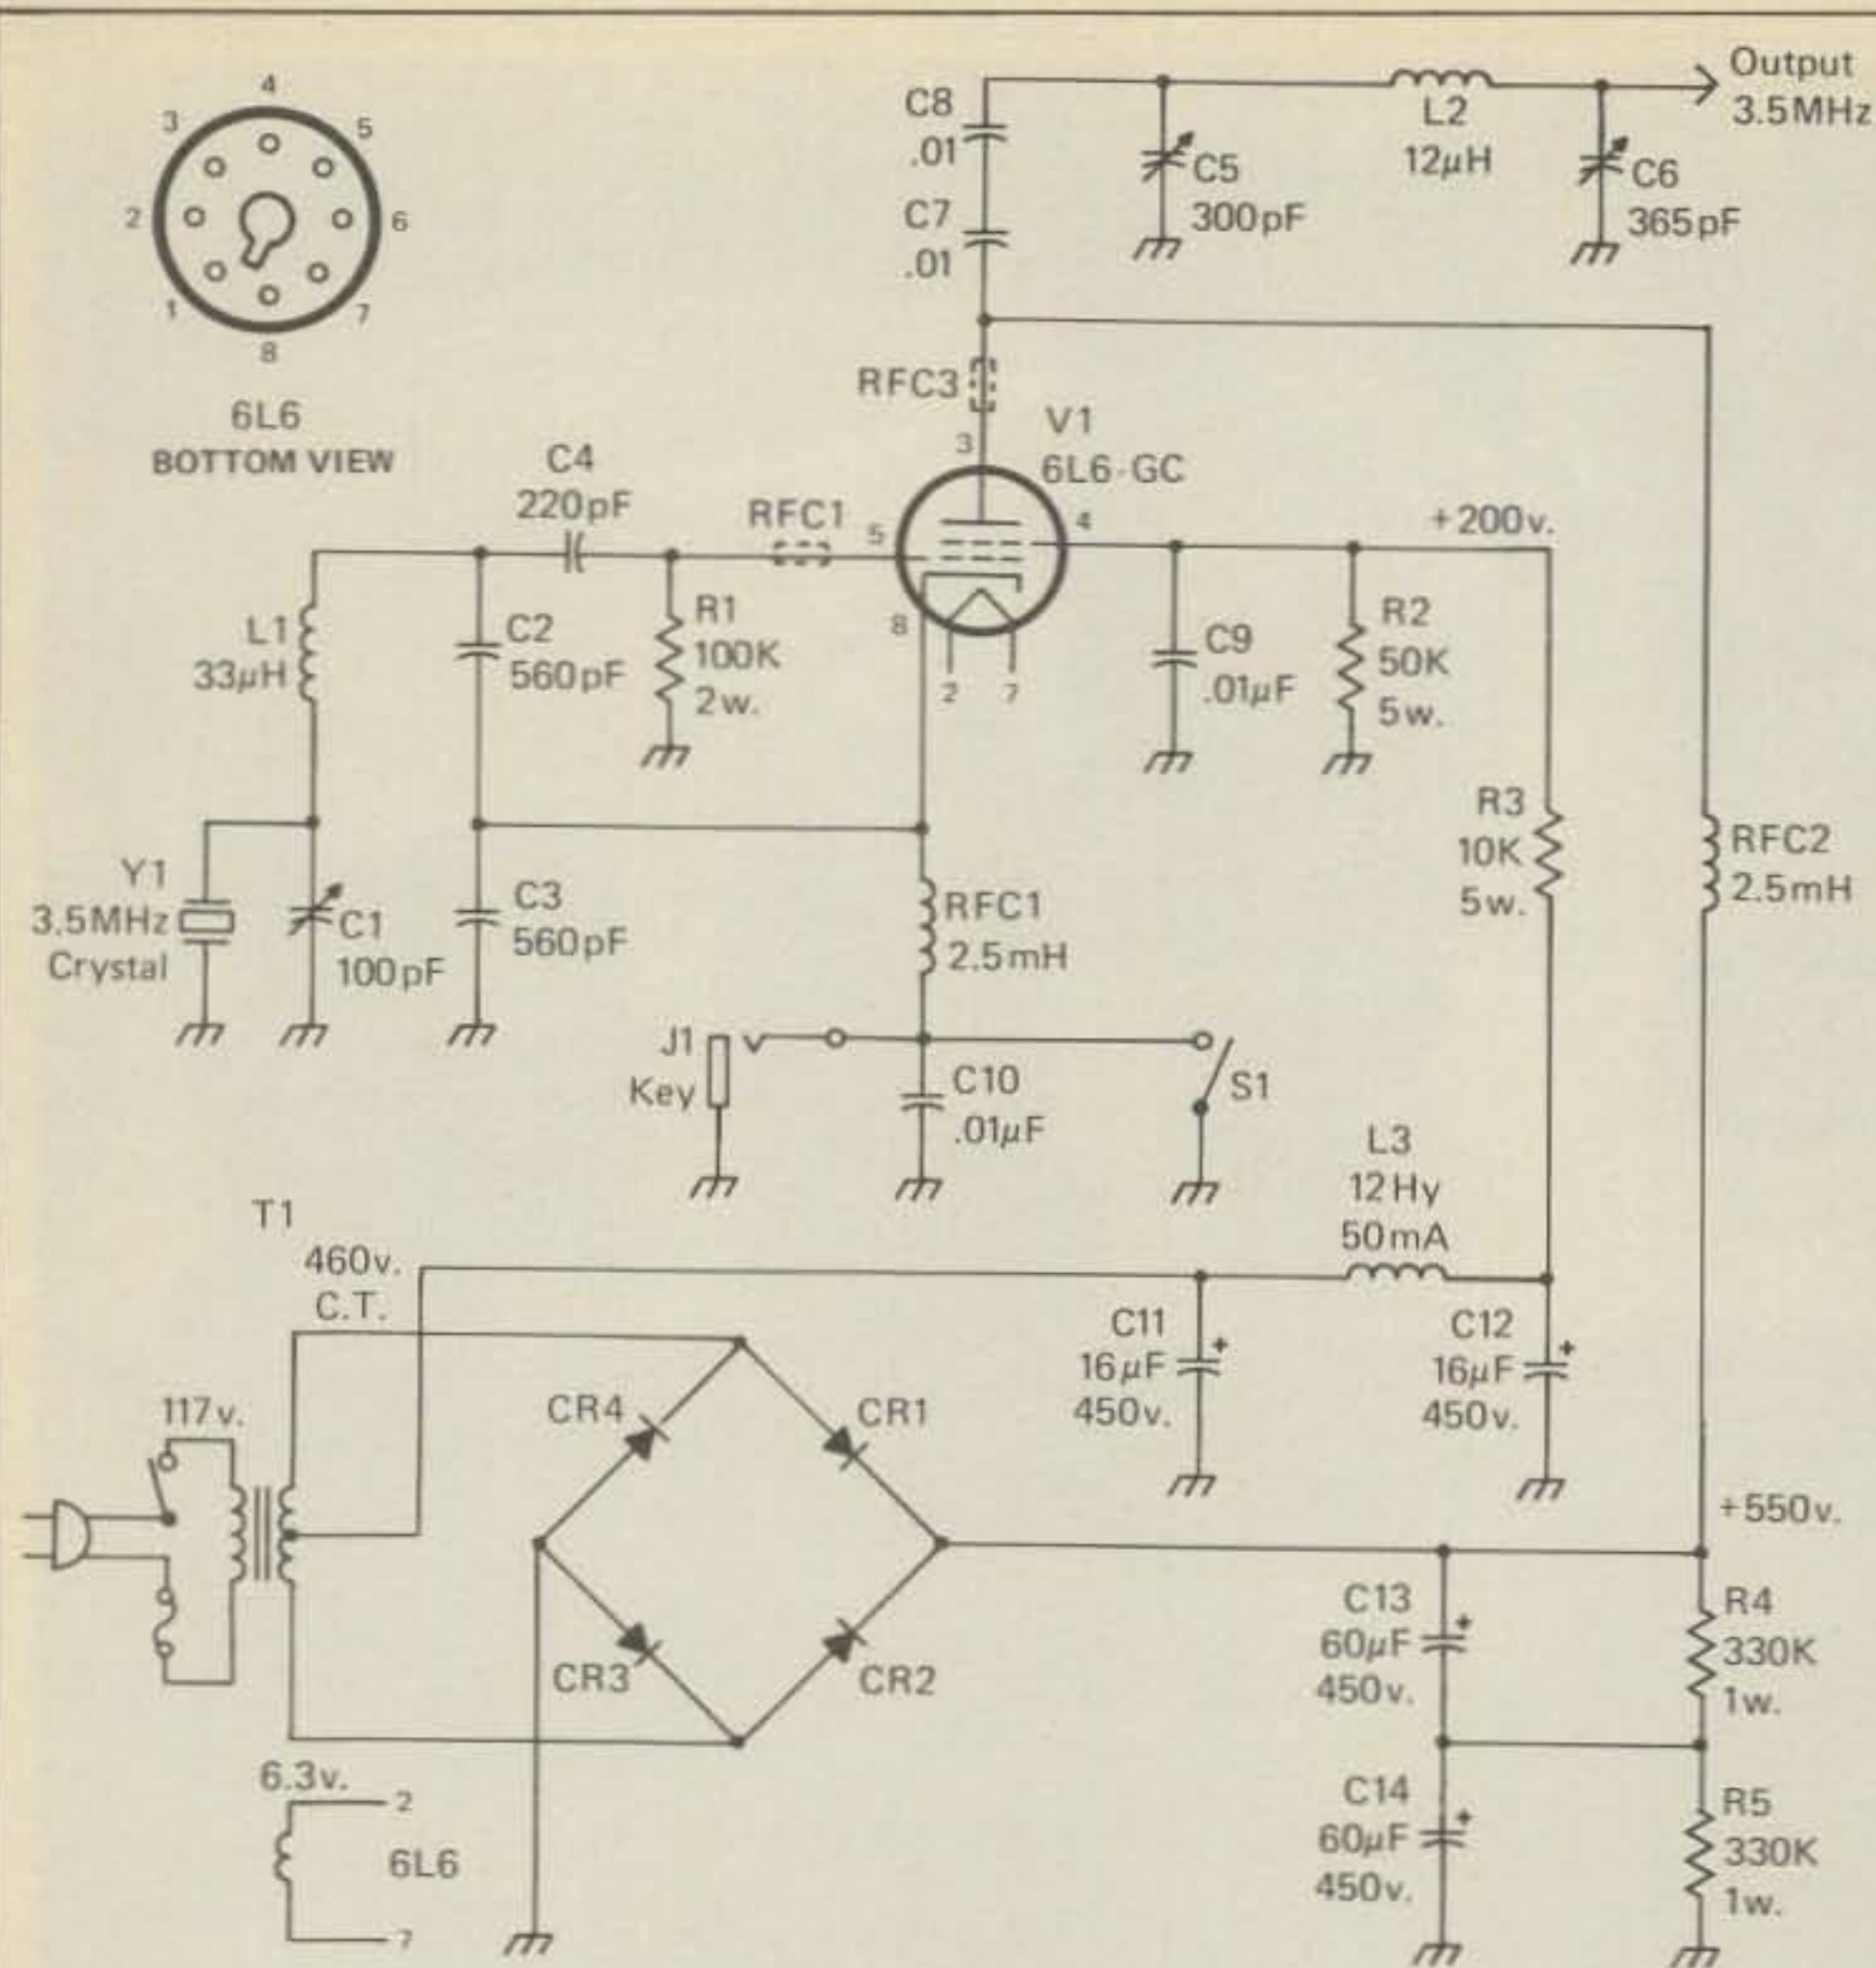 4
3
5
2
6
1
7
8
6L6
BOTTOM VIEW
C8
.01
C7
.01
C5
300pF
L2
12µH
C6
365pF
Output
3.5MHz
RFC3
3
V1
6L6-GC
C4
220pF
RFC1
5
4
+200v.
L1
33µH
C2
560pF
R1
100K
2w.
8
2
7
C9
.01µF
R2
50K
5w.
R3
10K
5w.
RFC2
2.5mH
Y1
3.5MHz
Crystal
C1
100pF
C3
560pF
RFC1
2.5mH
J1
Key
C10
.01µF
S1
L3
12Hy
50mA
T1
460v.
C.T.
C11
+
16µF
450v.
C12
+
16µF
450v.
117v.
CR4
CR1
CR3
CR2
+550v.
C13
+
60µF
450v.
R4
330K
1w.
C14
+
60µF
450v.
R5
330K
1w.
6.3v.
2
6L6
7